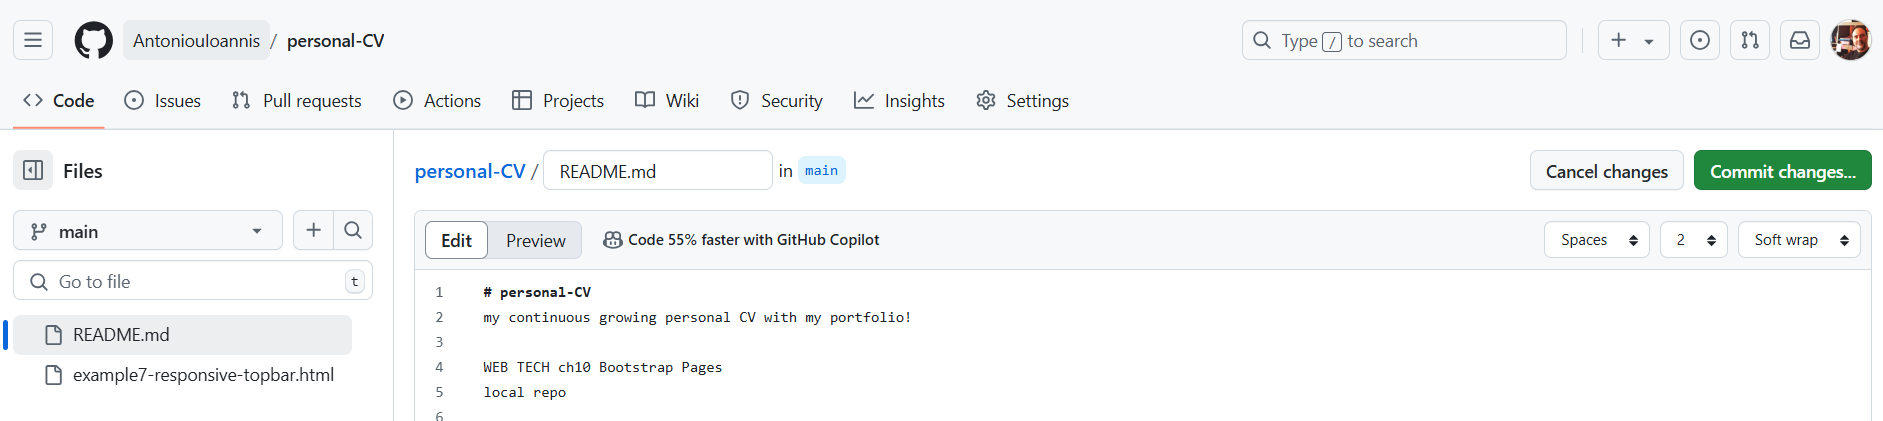 AntoniouIoannis / personal-CV
Type / to search
Code Issues Pull requests Actions Projects Wiki Security Insights Settings
Files
main
Go to file t
README.md
example7-responsive-topbar.html
personal-CV / README.md in main
Cancel changes Commit changes...
Edit Preview Code 55% faster with GitHub Copilot
Spaces 2 Soft wrap
1 # personal-CV
2 my continuous growing personal CV with my portfolio!
3
4 WEB TECH ch10 Bootstrap Pages
5 local repo
6